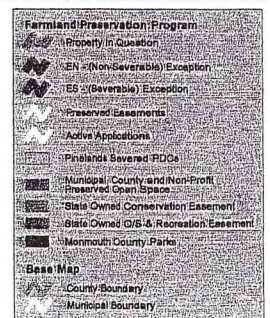 Farmland Preservation Program
Property In Question
EN - (Non-Severable) Exception
ES - (Severable) Exception
Preserved Easements
Active Applications
Pinelands Severed PDCs
Municipal, County and Non-Profit
Preserved Open Space
State Owned Conservation Easement
State Owned O/S & Recreation Easement
Monmouth County Parks
Base Map
County Boundary
Municipal Boundary